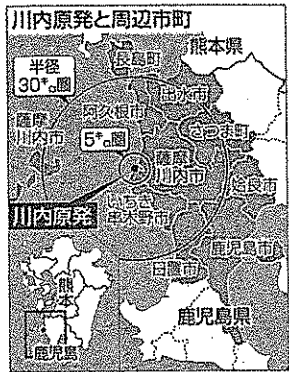 川内原発と周辺市町
熊本県
長島町
半径
30㌔圏
出水市
阿久根市
薩摩
川内市
さつま町
5㌔圏
薩摩
川内市
姶良市
川内原発
いちき
串木野市
鹿児島市
日置市
熊本
鹿児島県
鹿児島